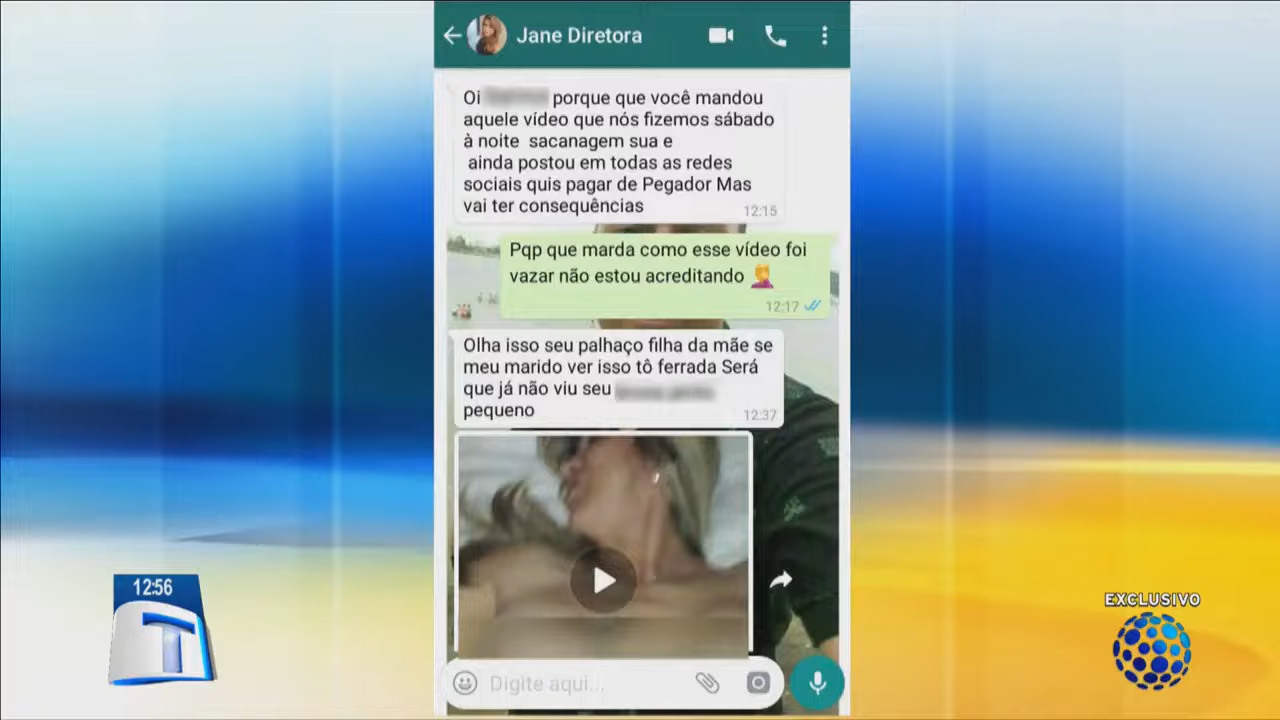 Jane Diretora
Oi porque que você mandou
aquele vídeo que nós fizemos sábado
à noite sacanagem sua e
ainda postou em todas as redes
sociais quis pagar de Pegador Mas
vai ter consequências
12:15
Pqp que marda como esse vídeo foi
vazar não estou acreditando 🤦
12:17
Olha isso seu palhaço filha da mãe se
meu marido ver isso tô ferrada Será
que já não viu seu
pequeno
12:37
12:56
T
EXCLUSIVO
Digite aqui...